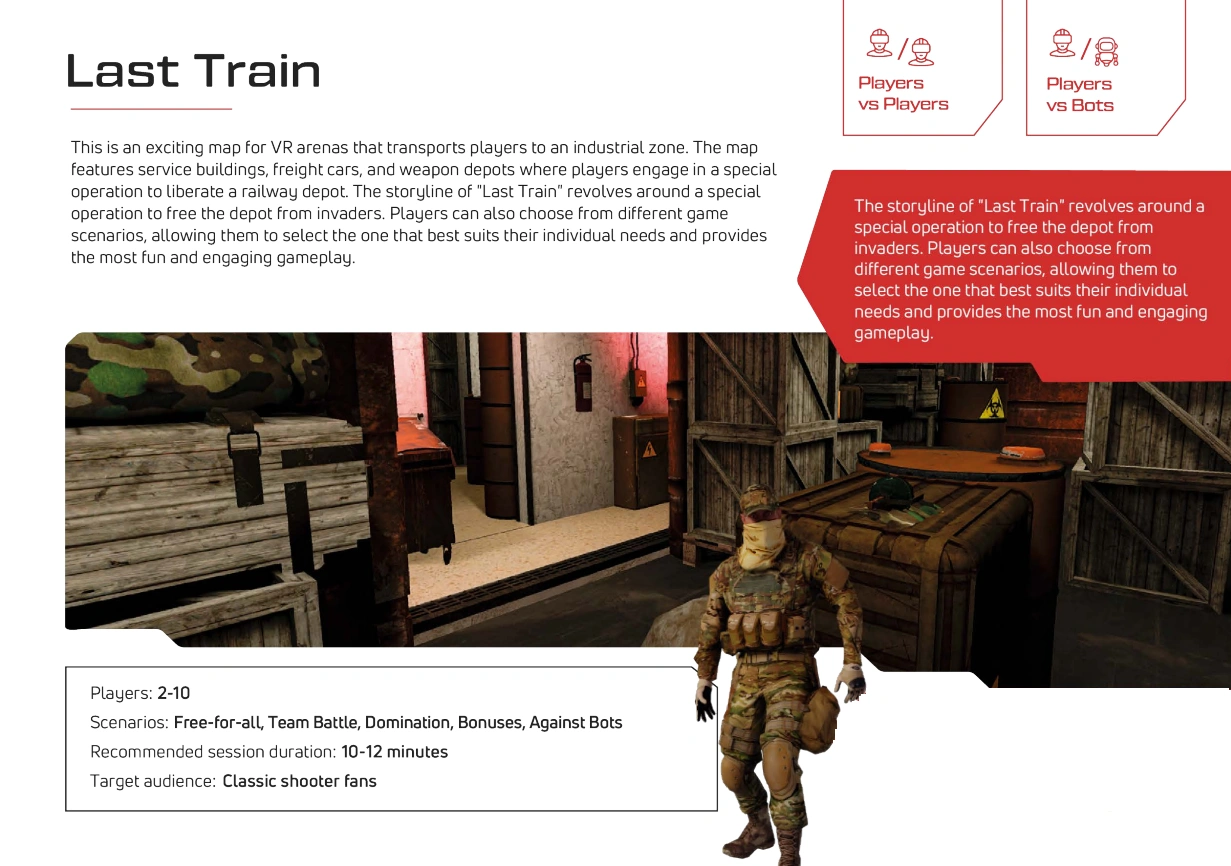 Last Train
Players
vs Players
Players
vs Bots
This is an exciting map for VR arenas that transports players to an industrial zone. The map
features service buildings, freight cars, and weapon depots where players engage in a special
operation to liberate a railway depot. The storyline of "Last Train" revolves around a special
operation to free the depot from invaders. Players can also choose from different game
scenarios, allowing them to select the one that best suits their individual needs and provides
the most fun and engaging gameplay.
The storyline of "Last Train" revolves around a
special operation to free the depot from
invaders. Players can also choose from
different game scenarios, allowing them to
select the one that best suits their individual
needs and provides the most fun and engaging
gameplay.
Players: 2-10
Scenarios: Free-for-all, Team Battle, Domination, Bonuses, Against Bots
Recommended session duration: 10-12 minutes
Target audience: Classic shooter fans